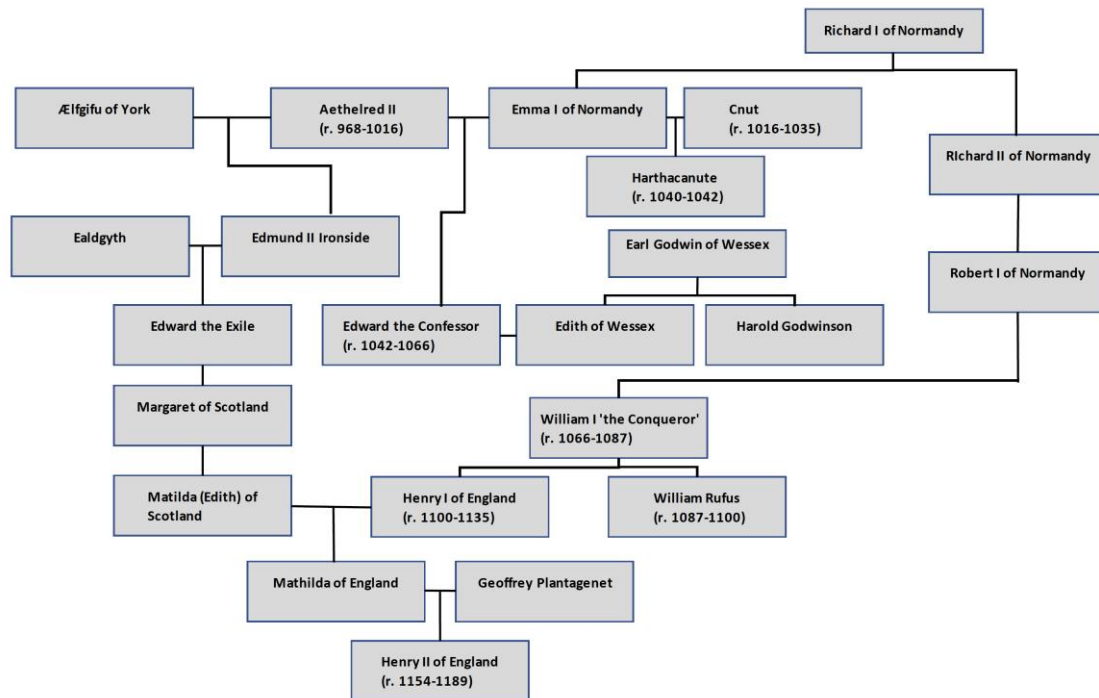 Richard I of Normandy
Ælfgifu of York
Aethelred II
(r. 968-1016)
Emma I of Normandy
Cnut
(r. 1016-1035)
RIchard II of Normandy
Harthacanute
(r. 1040-1042)
Ealdgyth
Edmund II Ironside
Earl Godwin of Wessex
Robert I of Normandy
Edward the Exile
Edward the Confessor
(r. 1042-1066)
Edith of Wessex
Harold Godwinson
Margaret of Scotland
William I 'the Conqueror'
(r. 1066-1087)
Matilda (Edith) of
Scotland
Henry I of England
(r. 1100-1135)
William Rufus
(r. 1087-1100)
Mathilda of England
Geoffrey Plantagenet
Henry II of England
(r. 1154-1189)